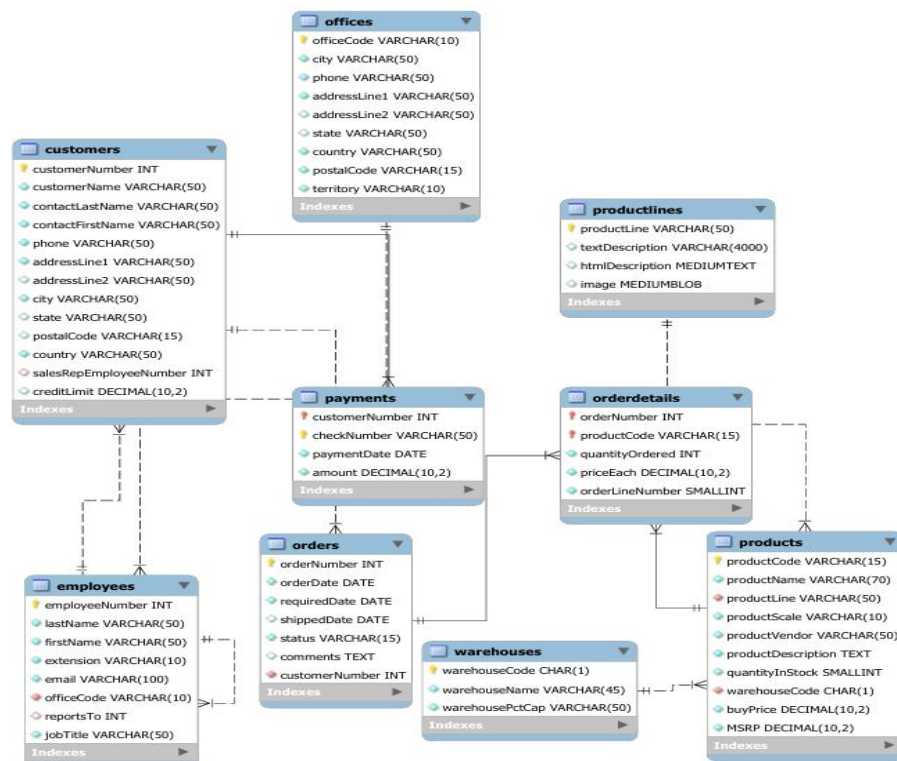 offices
officeCode VARCHAR(10)
city VARCHAR(50)
phone VARCHAR(50)
addressLine1 VARCHAR(50)
addressLine2 VARCHAR(50)
state VARCHAR(50)
country VARCHAR(50)
postalCode VARCHAR(15)
territory VARCHAR(10)
Indexes
customers
customerNumber INT
customerName VARCHAR(50)
contactLastName VARCHAR(50)
contactFirstName VARCHAR(50)
phone VARCHAR(50)
addressLine1 VARCHAR(50)
addressLine2 VARCHAR(50)
city VARCHAR(50)
state VARCHAR(50)
postalCode VARCHAR(15)
country VARCHAR(50)
salesRepEmployeeNumber INT
creditLimit DECIMAL(10,2)
Indexes
productlines
productLine VARCHAR(50)
textDescription VARCHAR(4000)
htmlDescription MEDIUMTEXT
image MEDIUMBLOB
Indexes
payments
customerNumber INT
checkNumber VARCHAR(50)
paymentDate DATE
amount DECIMAL(10,2)
Indexes
orderdetails
orderNumber INT
productCode VARCHAR(15)
quantityOrdered INT
priceEach DECIMAL(10,2)
orderLineNumber SMALLINT
Indexes
employees
employeeNumber INT
lastName VARCHAR(50)
firstName VARCHAR(50)
extension VARCHAR(10)
email VARCHAR(100)
officeCode VARCHAR(10)
reportsTo INT
jobTitle VARCHAR(50)
Indexes
orders
orderNumber INT
orderDate DATE
requiredDate DATE
shippedDate DATE
status VARCHAR(15)
comments TEXT
customerNumber INT
Indexes
warehouses
warehouseCode CHAR(1)
warehouseName VARCHAR(45)
warehousePctCap VARCHAR(50)
Indexes
products
productCode VARCHAR(15)
productName VARCHAR(70)
productLine VARCHAR(50)
productScale VARCHAR(10)
productVendor VARCHAR(50)
productDescription TEXT
quantityInStock SMALLINT
warehouseCode CHAR(1)
buyPrice DECIMAL(10,2)
MSRP DECIMAL(10,2)
Indexes